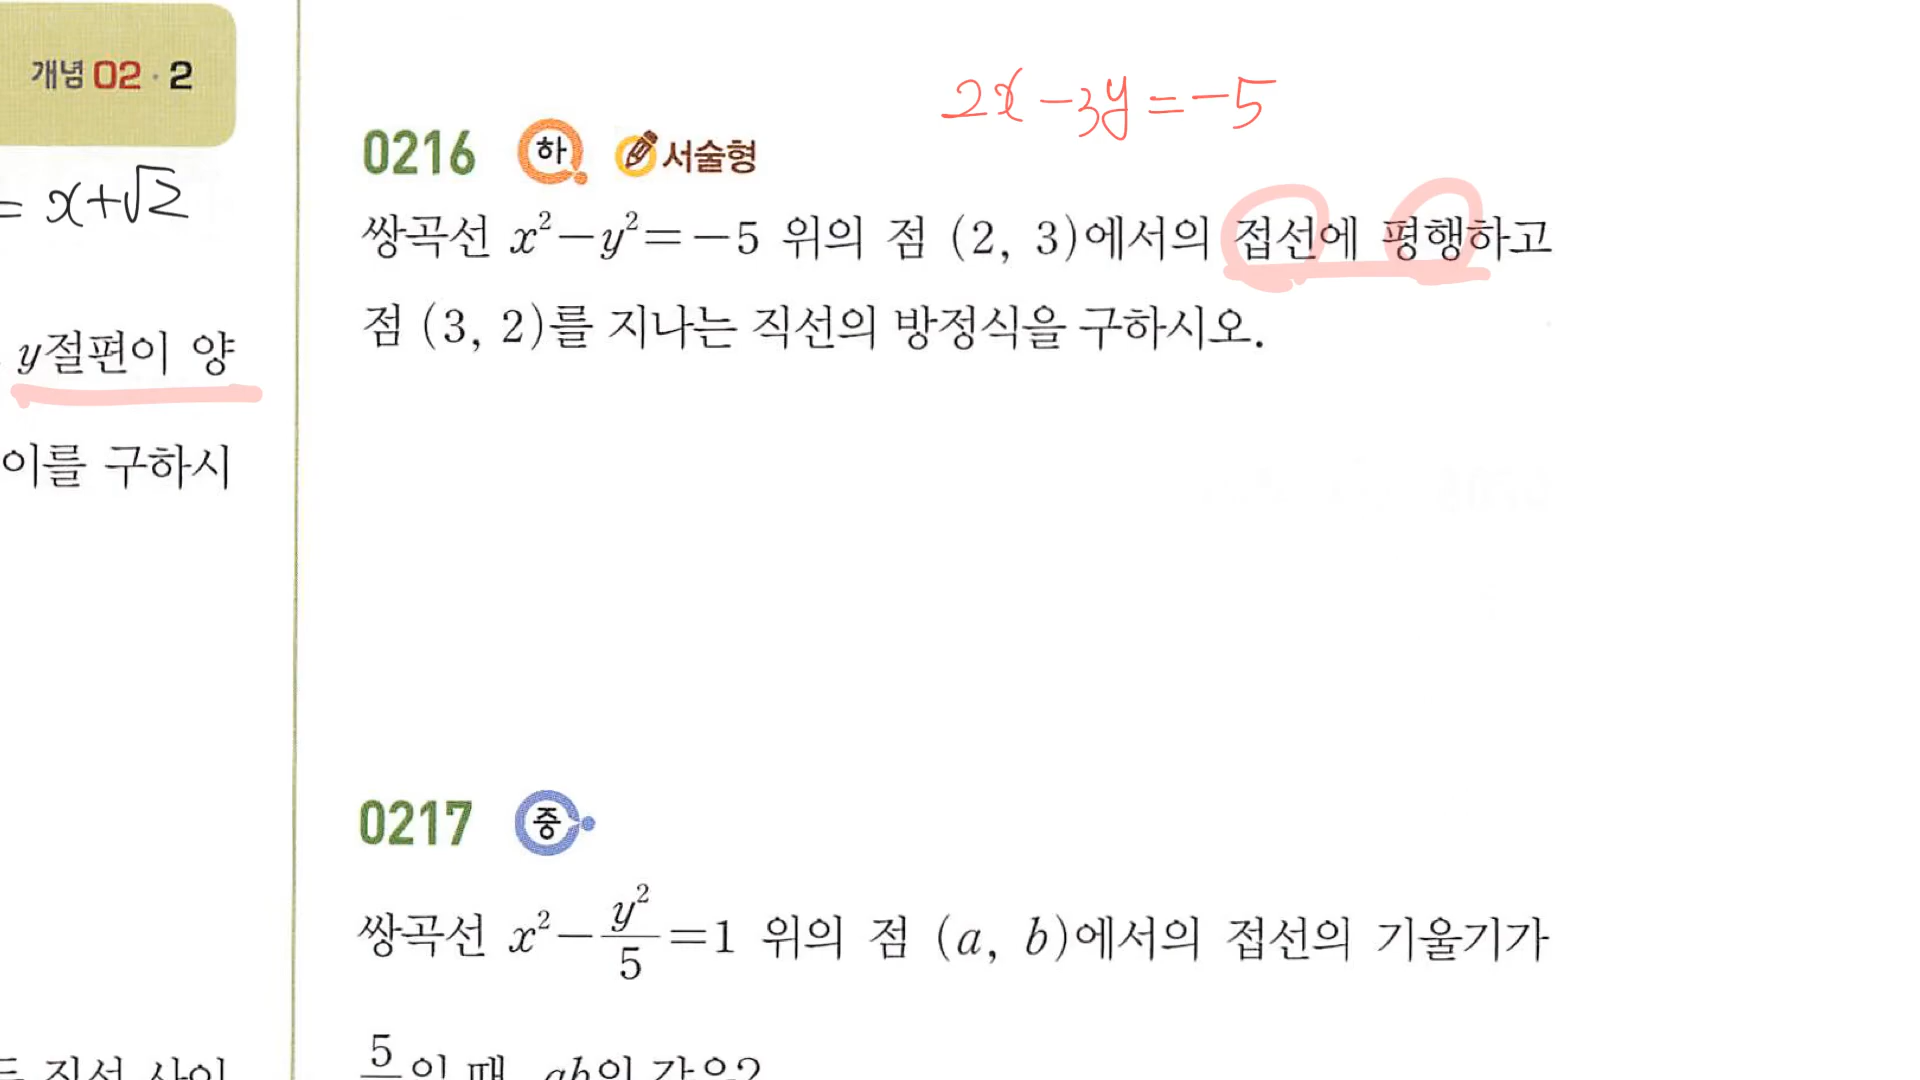 개념 02 · 2
= x+√2
y절편이 양
이를 구하시
2x-3y=-5
0216 하 서술형
쌍곡선 x²-y²=-5 위의 점 (2, 3)에서의 접선에 평행하고
점 (3, 2)를 지나는 직선의 방정식을 구하시오.
0217 중
쌍곡선 x²-y²/5=1 위의 점 (a, b)에서의 접선의 기울기가
5